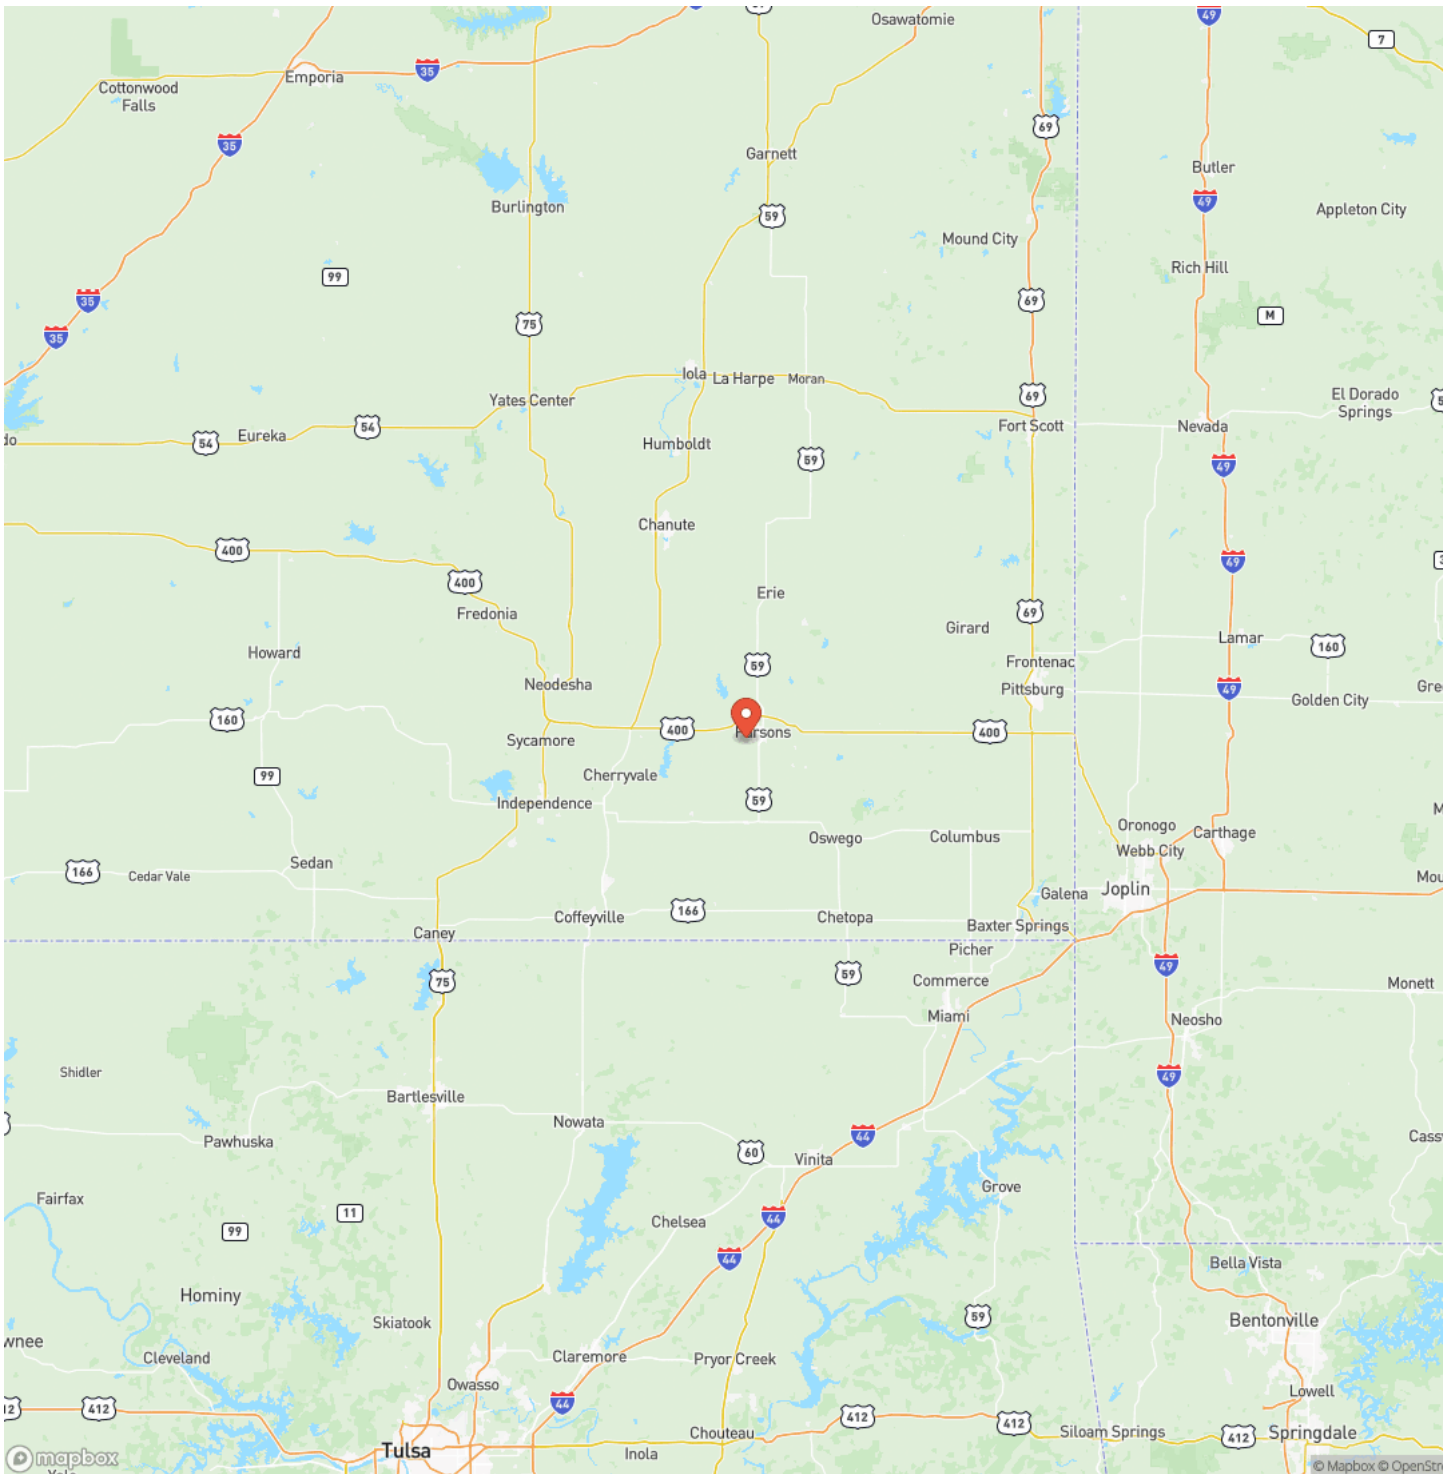 59
Osawatomie
49
7
Emporia
35
Cottonwood
Falls
35
69
Garnett
Butler
49
Burlington
59
Appleton City
Mound City
Rich Hill
99
35
69
M
35
75
Iola
La Harpe
Moran
69
El Dorado
Springs
Yates Center
54
54
Eureka
Fort Scott
Nevada
Humboldt
59
49
Chanute
400
49
400
Erie
Fredonia
69
Girard
Lamar
160
Howard
Frontenac
59
Neodesha
Pittsburg
49
Golden City
160
400
Parsons
400
Sycamore
99
Cherryvale
Independence
59
Oronogo
Oswego
Columbus
Carthage
Webb City
Sedan
166
Cedar Vale
Galena
Joplin
Coffeyville
166
Chetopa
Baxter Springs
Caney
Picher
49
75
59
Commerce
Monett
Miami
Neosho
Shidler
49
Bartlesville
Nowata
44
Pawhuska
60
Vinita
Fairfax
Grove
11
99
Chelsea
44
44
Bella Vista
Hominy
59
Skiatook
Bentonville
wnee
Cleveland
Claremore
Pryor Creek
Owasso
Lowell
44
412
412
412
Chouteau
Siloam Springs
412
Springdale
Tulsa
Inola
mapbox
© Mapbox © OpenStr